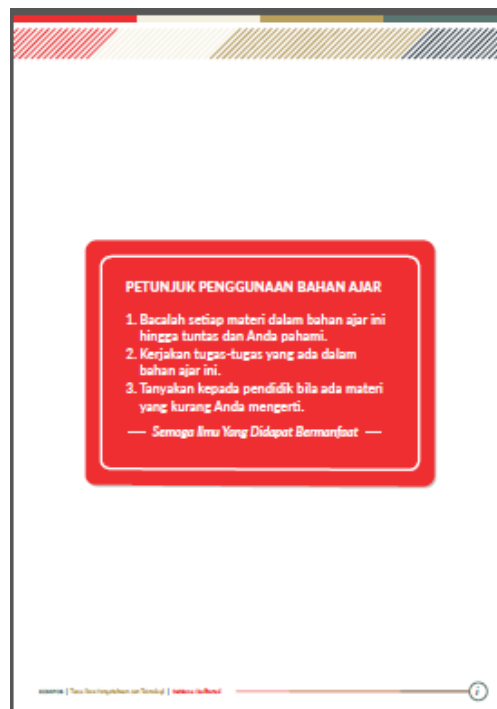 PETUNJUK PENGGUNAAN BAHAN AJAR
1. Bacalah setiap materi dalam bahan ajar ini
hingga tuntas dan Anda pahami.
2. Kerjakan tugas-tugas yang ada dalam
bahan ajar ini.
3. Tanyakan kepada pendidik bila ada materi
yang kurang Anda mengerti.
— Semoga Ilmu Yang Didapat Bermanfaat —
i